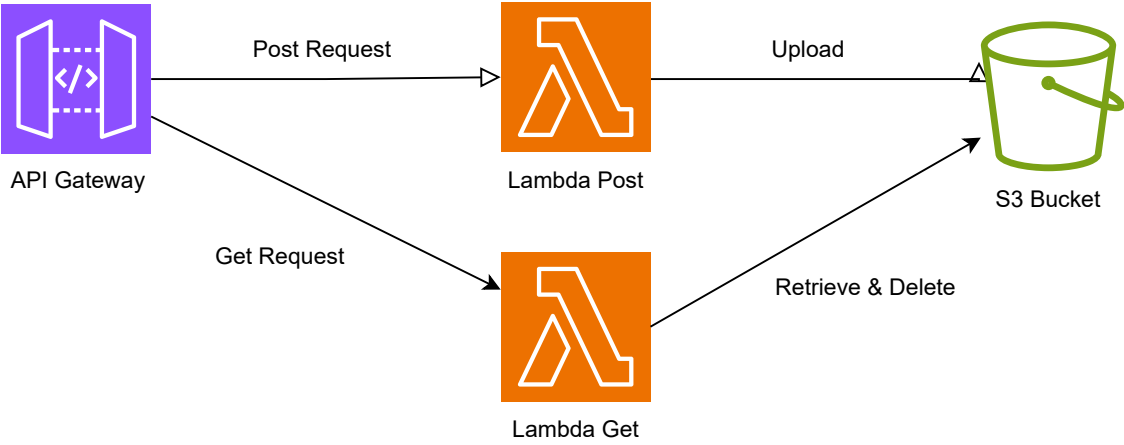 Post Request
Upload
API Gateway
Lambda Post
S3 Bucket
Get Request
Retrieve & Delete
Lambda Get